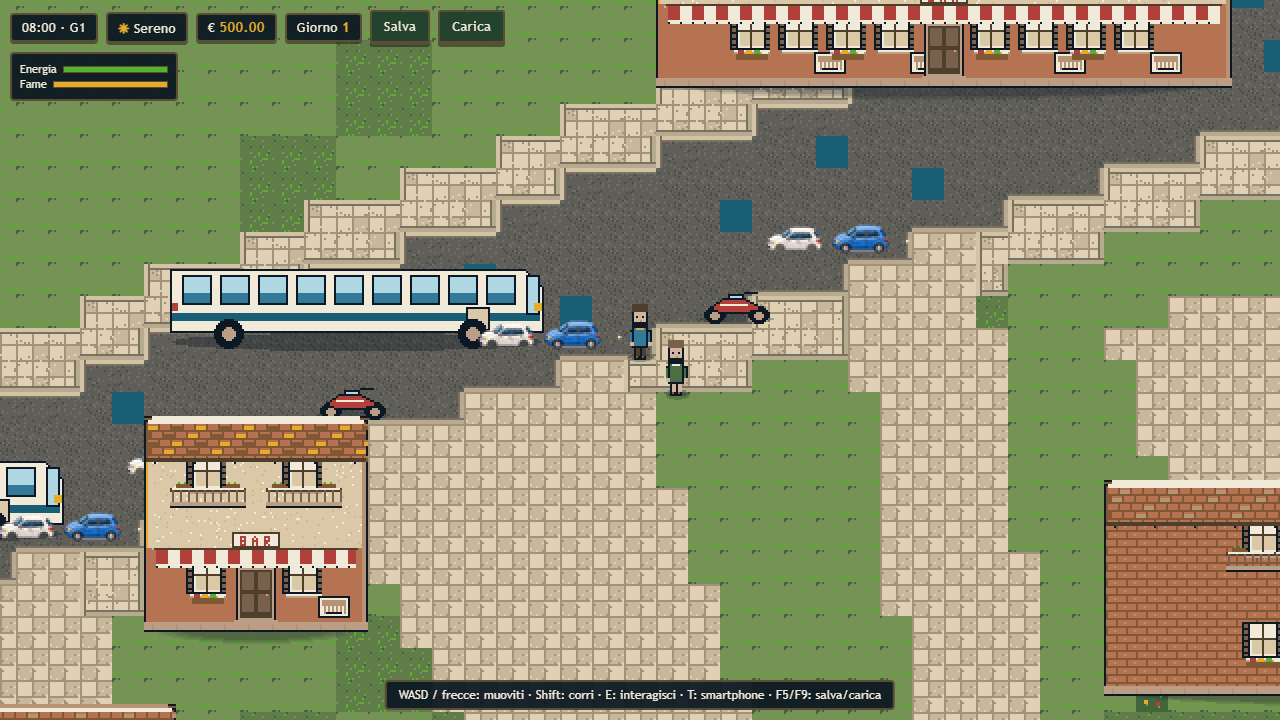 08:00 · G1
Sereno
€ 500.00
Giorno 1
Salva
Carica
Energia
Fame
BAR
WASD / frecce: muoviti · Shift: corri · E: interagisci · T: smartphone · F5/F9: salva/carica